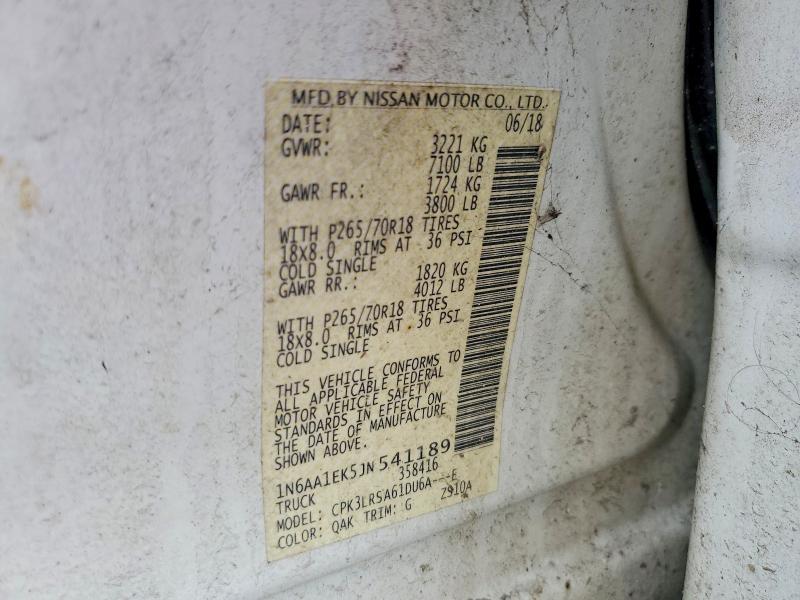 MFD.BY NISSAN MOTOR CO., LTD.
DATE: 06/18
GVWR: 3221 KG
7100 LB
GAWR FR.: 1724 KG
3800 LB
WITH P265/70R18 TIRES
18X8.0 RIMS AT 36 PSI
COLD SINGLE
GAWR RR.: 1820 KG
4012 LB
WITH P265/70R18 TIRES
18X8.0 RIMS AT 36 PSI
COLD SINGLE
THIS VEHICLE CONFORMS TO
ALL APPLICABLE FEDERAL
MOTOR VEHICLE SAFETY
STANDARDS IN EFFECT ON
THE DATE OF MANUFACTURE
SHOWN ABOVE.
1N6AA1EK5JN541189
TRUCK 358416
MODEL: CPK3LRSA61DU6A---E
COLOR: QAK TRIM: G Z910A